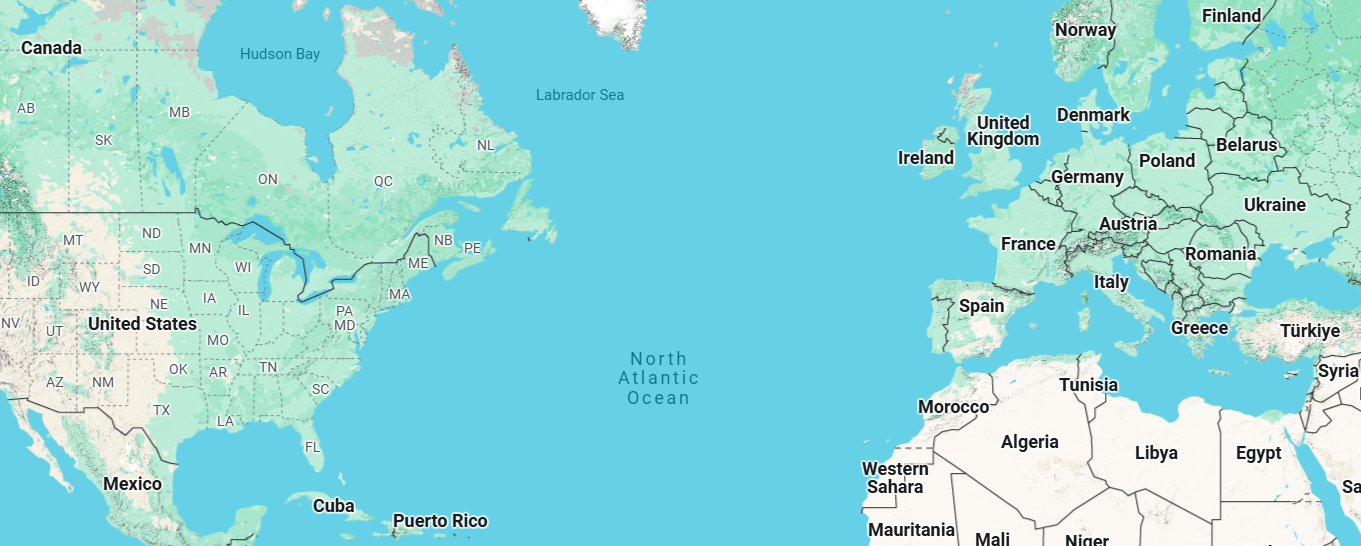 Finland
Norway
Canada
Hudson Bay
Labrador Sea
AB
MB
Denmark
United
Kingdom
SK
NL
Belarus
Ireland
Poland
ON
QC
Germany
Ukraine
Austria
MT
ND
MN
NB
PE
France
Romania
SD
WI
ME
ID
WY
Italy
NE
IA
IL
MA
Spain
PA
MD
NV
UT
United States
MO
Greece
Türkiye
North
Atlantic
Ocean
OK
AR
TN
Syria
AZ
NM
SC
Tunisia
TX
LA
Morocco
FL
Algeria
Libya
Egypt
Western
Sahara
Mexico
Sa
Cuba
Puerto Rico
Mauritania
Mali
Niger